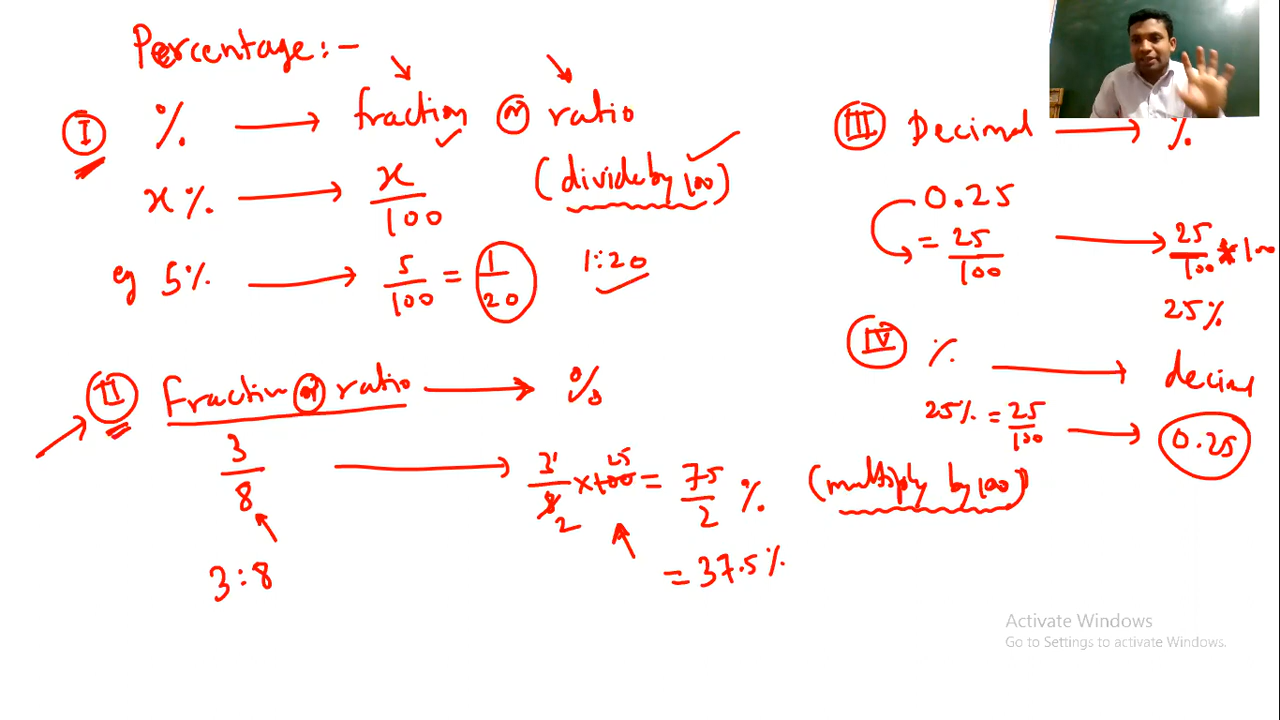 Percentage:-
I % → fraction or ratio
x% → x/100 (divide by 100)
eg 5% → 5/100 = 1/20 1:20
II Fraction or ratio → %
3/8 → 3/8 × 100 25 = 75/2 % (multiply by 100)
2
3:8
= 37.5%
III Decimal → %
0.25
= 25/100 → 25/100 * 100
25%
IV % → decimal
25% = 25/100 → 0.25
Activate Windows
Go to Settings to activate Windows.